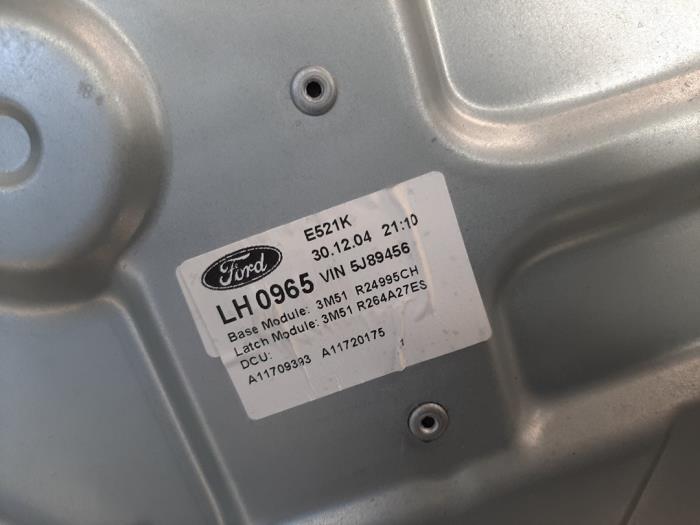 E521K
30.12.04 21:10
Ford
LH 0965 VIN 5J89456
Base Module: 3M51 R24995CH
Latch Module: 3M51 R264A27ES
DCU:
A11709393 A11720175 1